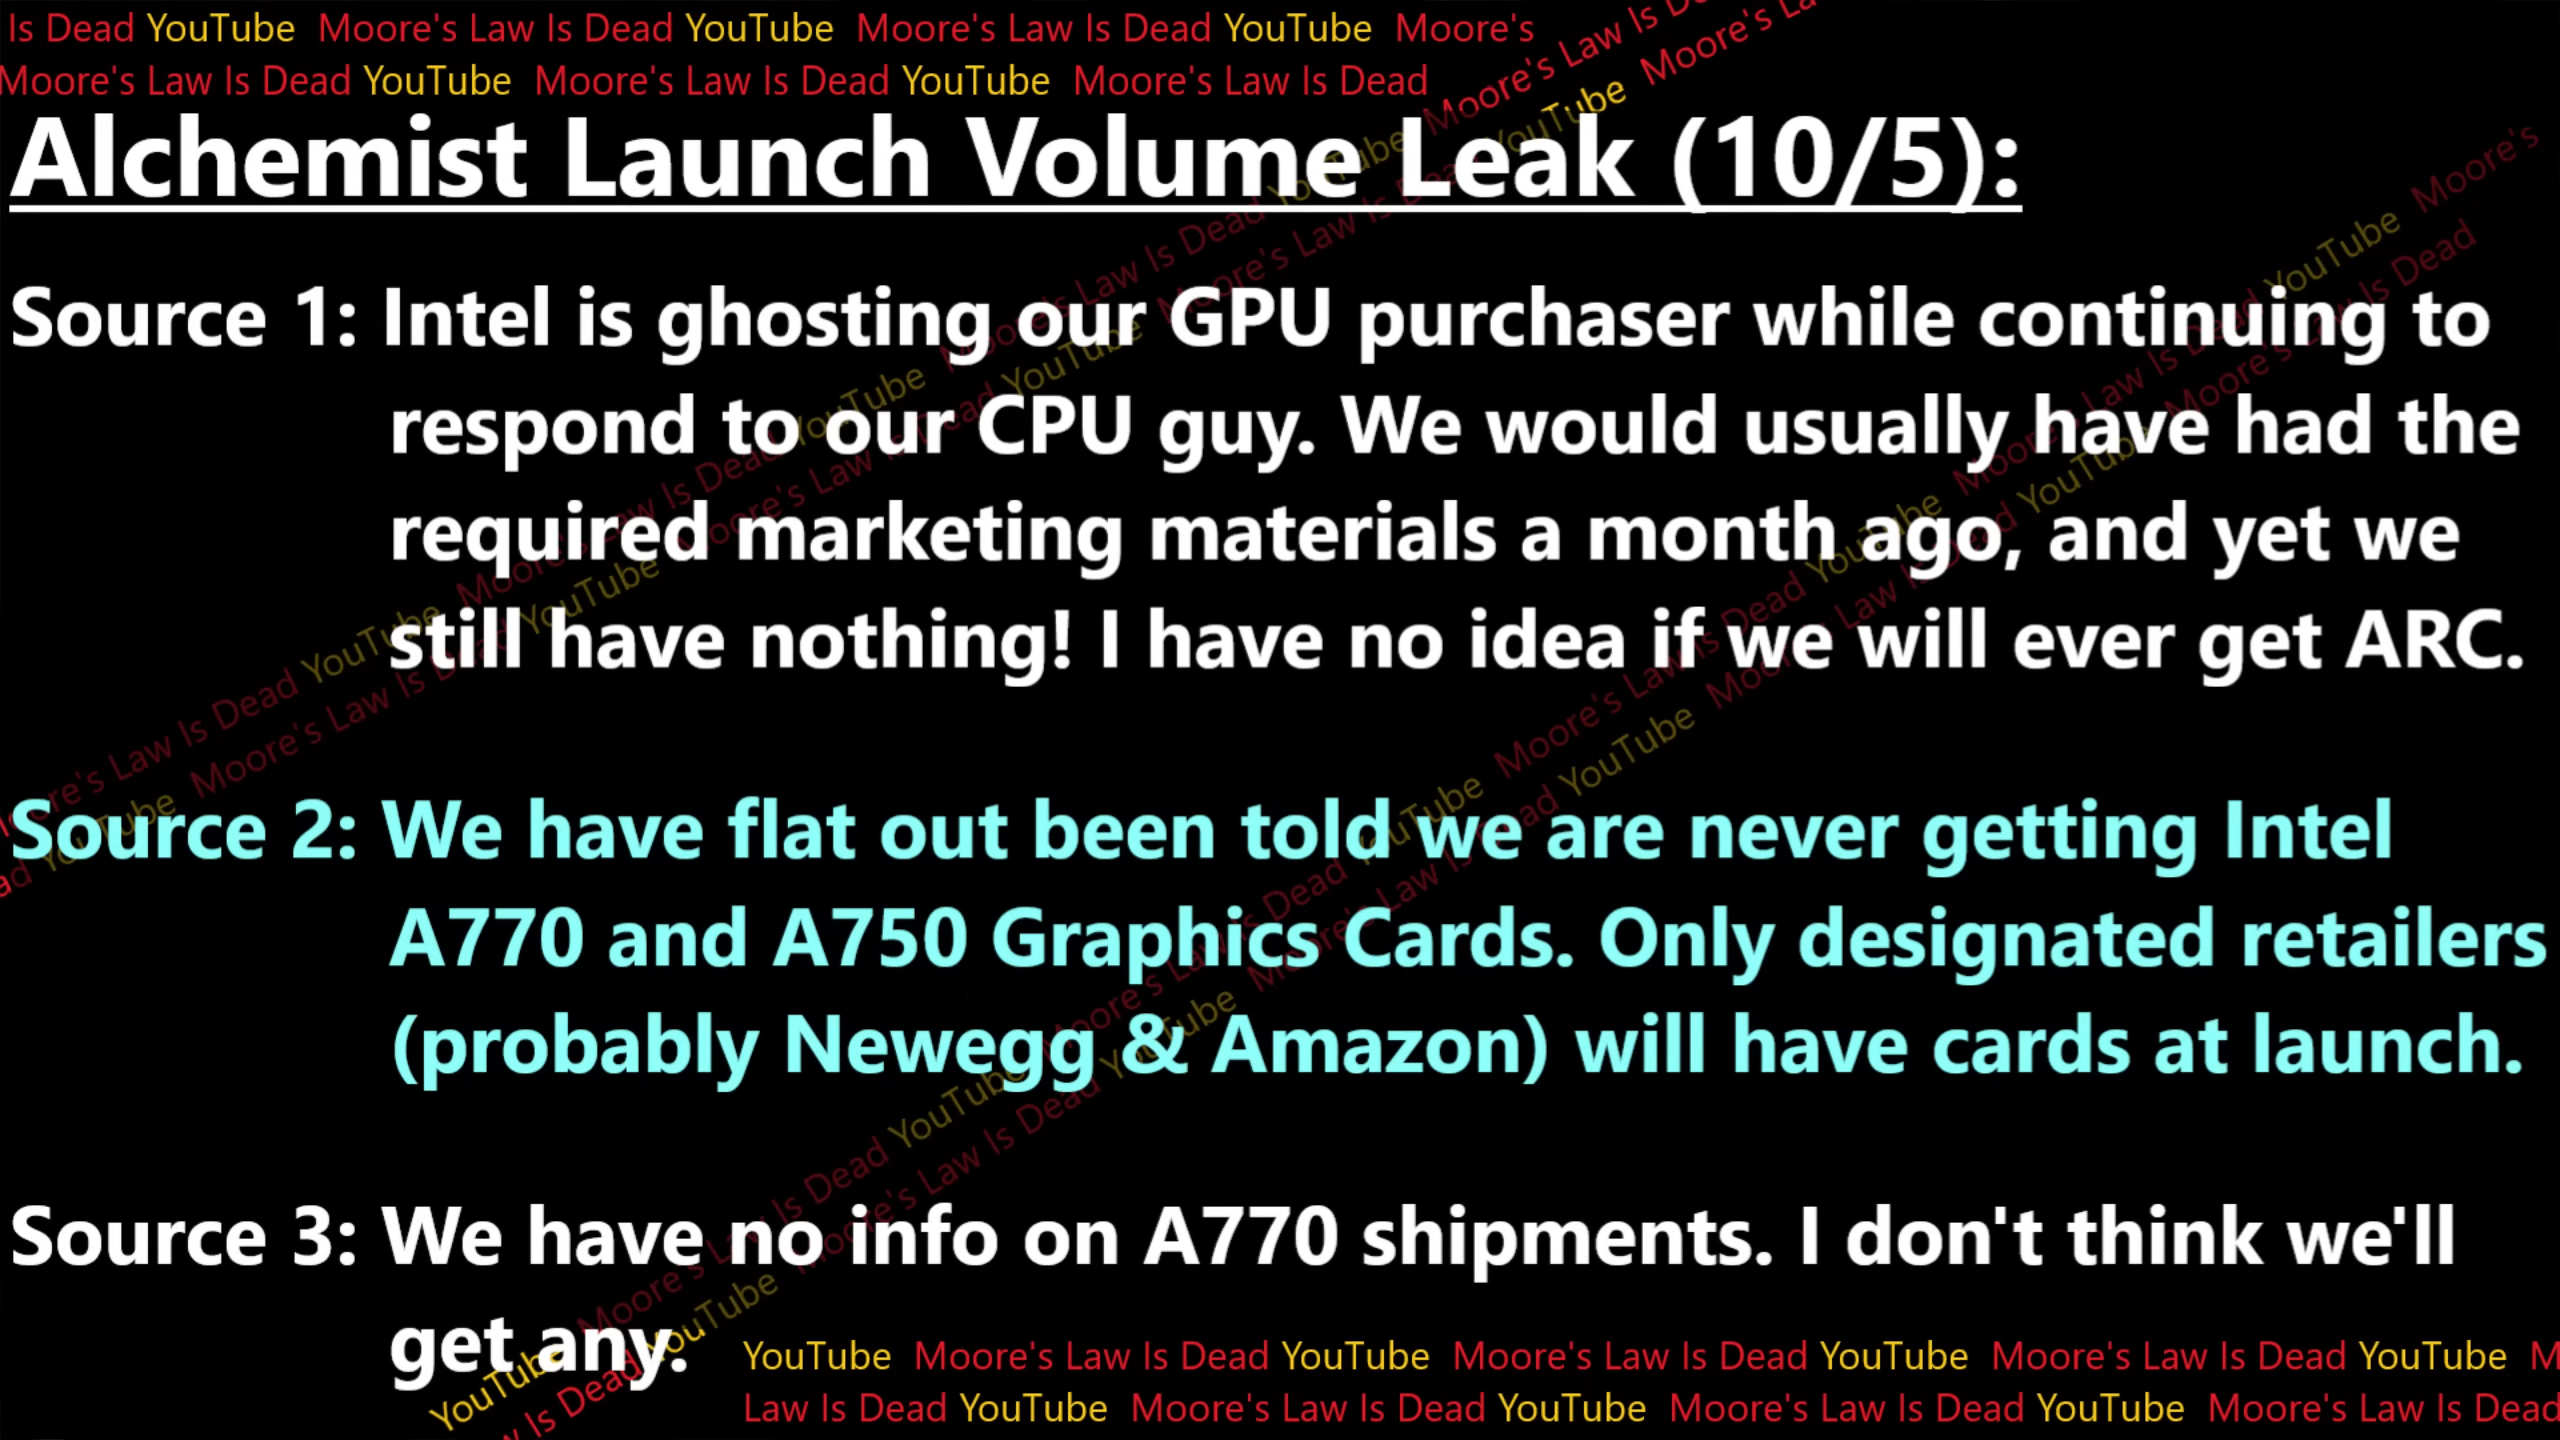 Is Dead YouTube Moore's Law Is Dead YouTube Moore's Law Is Dead YouTube Moore's
Moore's Law Is Dead YouTube Moore's Law Is Dead YouTube Moore's Law Is Dead
Alchemist Launch Volume Leak (10/5):
Source 1: Intel is ghosting our GPU purchaser while continuing to
respond to our CPU guy. We would usually have had the
required marketing materials a month ago, and yet we
still have nothing! I have no idea if we will ever get ARC.
Source 2: We have flat out been told we are never getting Intel
A770 and A750 Graphics Cards. Only designated retailers
(probably Newegg & Amazon) will have cards at launch.
Source 3: We have no info on A770 shipments. I don't think we'll
get any.
YouTube Moore's Law Is Dead YouTube Moore's Law Is Dead YouTube Moore's Law Is Dead YouTube M
Law Is Dead YouTube Moore's Law Is Dead YouTube Moore's Law Is Dead YouTube Moore's Law Is Dead